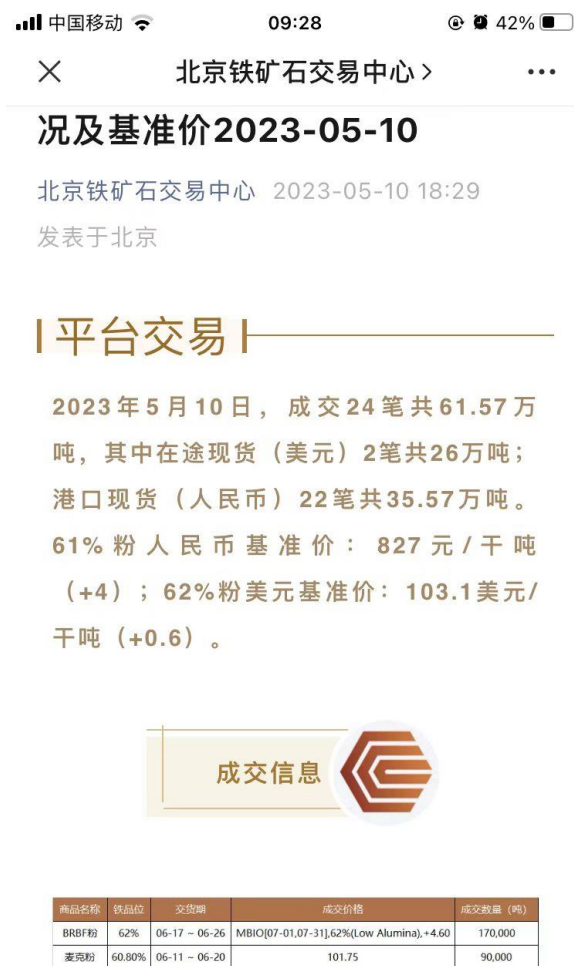 中国移动 09:28 42%
北京铁矿石交易中心
况及基准价2023-05-10
北京铁矿石交易中心 2023-05-10 18:29
发表于北京
平台交易
2023年5月10日，成交24笔共61.57万
吨，其中在途现货（美元）2笔共26万吨；
港口现货（人民币）22笔共35.57万吨。
61%粉人民币基准价：827元/干吨
（+4）；62%粉美元基准价：103.1美元/
干吨（+0.6）。
成交信息
商品名称 铁品位 交货期 成交价格 成交数量（吨）
BRBF粉 62% 06-17 ~ 06-26 MBIO[07-01,07-31],62%(Low Alumina),+4.60 170,000
麦克粉 60.80% 06-11 ~ 06-20 101.75 90,000